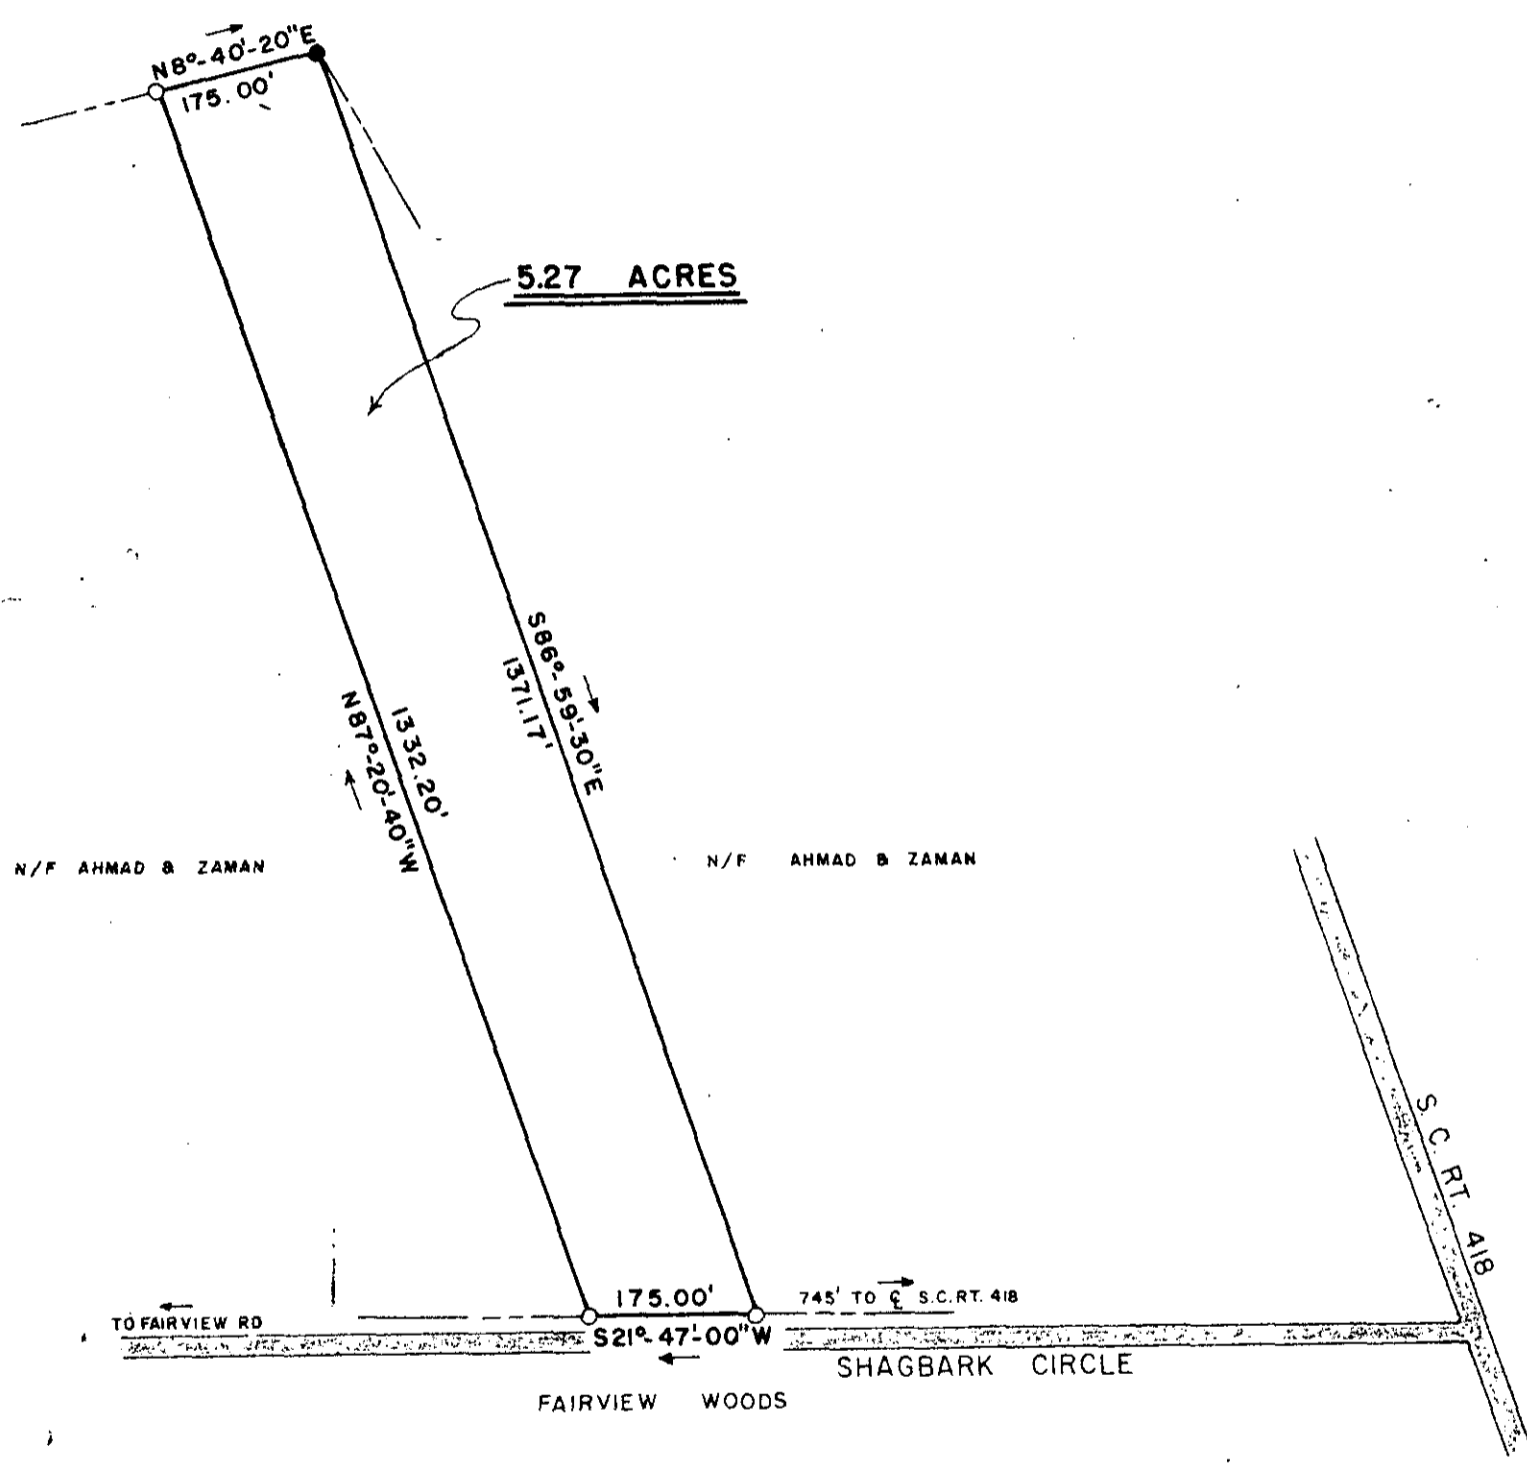 N8°-40'-20"E
175.00'
5.27 ACRES
S86°-59'-30"E
1371.17'
1332.20'
N87°-20'-40"W
N/F AHMAD & ZAMAN
N/F AHMAD & ZAMAN
S. C. RT. 418
175.00'
745' TO ℄ S.C.RT. 418
TO FAIRVIEW RD
S21°-47'-00"W
SHAGBARK CIRCLE
FAIRVIEW WOODS